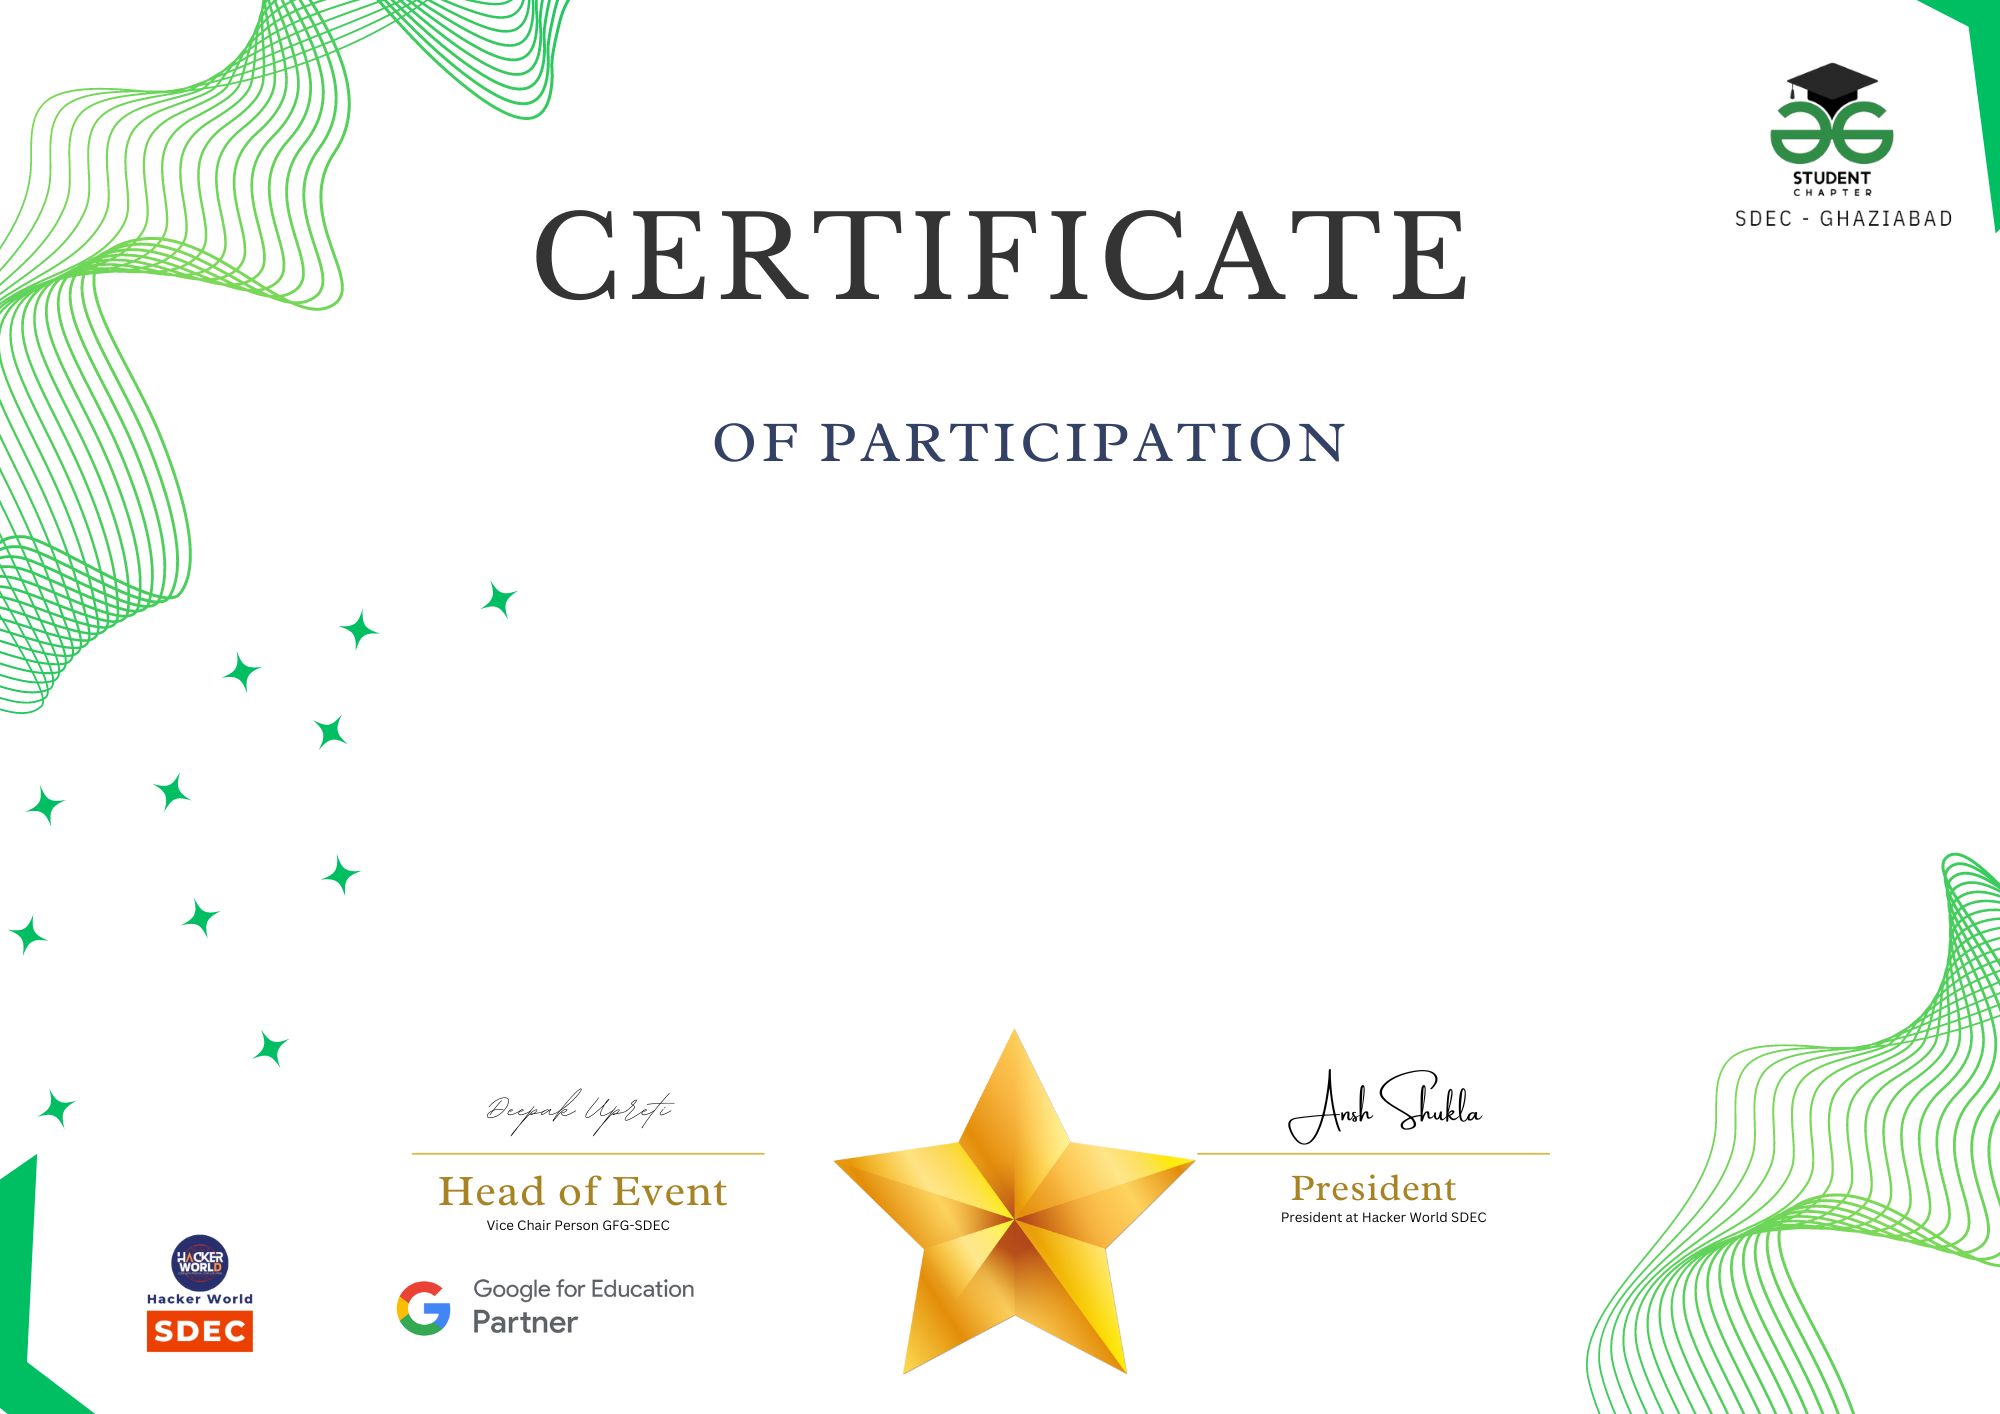 STUDENT
CHAPTER
SDEC - GHAZIABAD
CERTIFICATE
OF PARTICIPATION
Deepak Upreti
Head of Event
Vice Chair Person GFG-SDEC
Ansh Shukla
President
President at Hacker World SDEC
HACKER
WORLD
Hacker World
SDEC
Google for Education
Partner